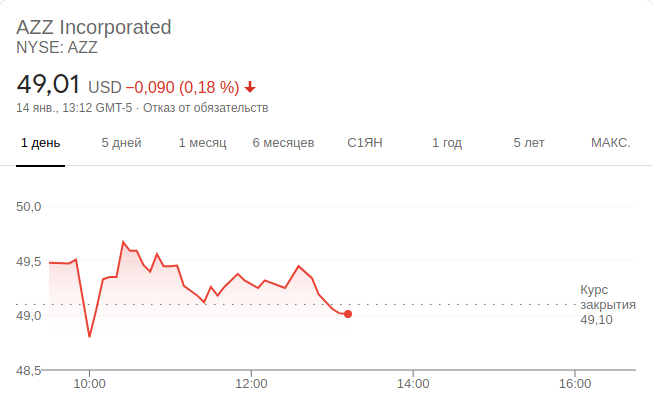 AZZ Incorporated
NYSE: AZZ
49,01 USD −0,090 (0,18 %)
14 янв., 13:12 GMT-5 · Отказ от обязательств
1 день 5 дней 1 месяц 6 месяцев С1ЯН 1 год 5 лет МАКС.
50,0
49,5
Курс
закрытия
49,10
49,0
48,5
10:00 12:00 14:00 16:00